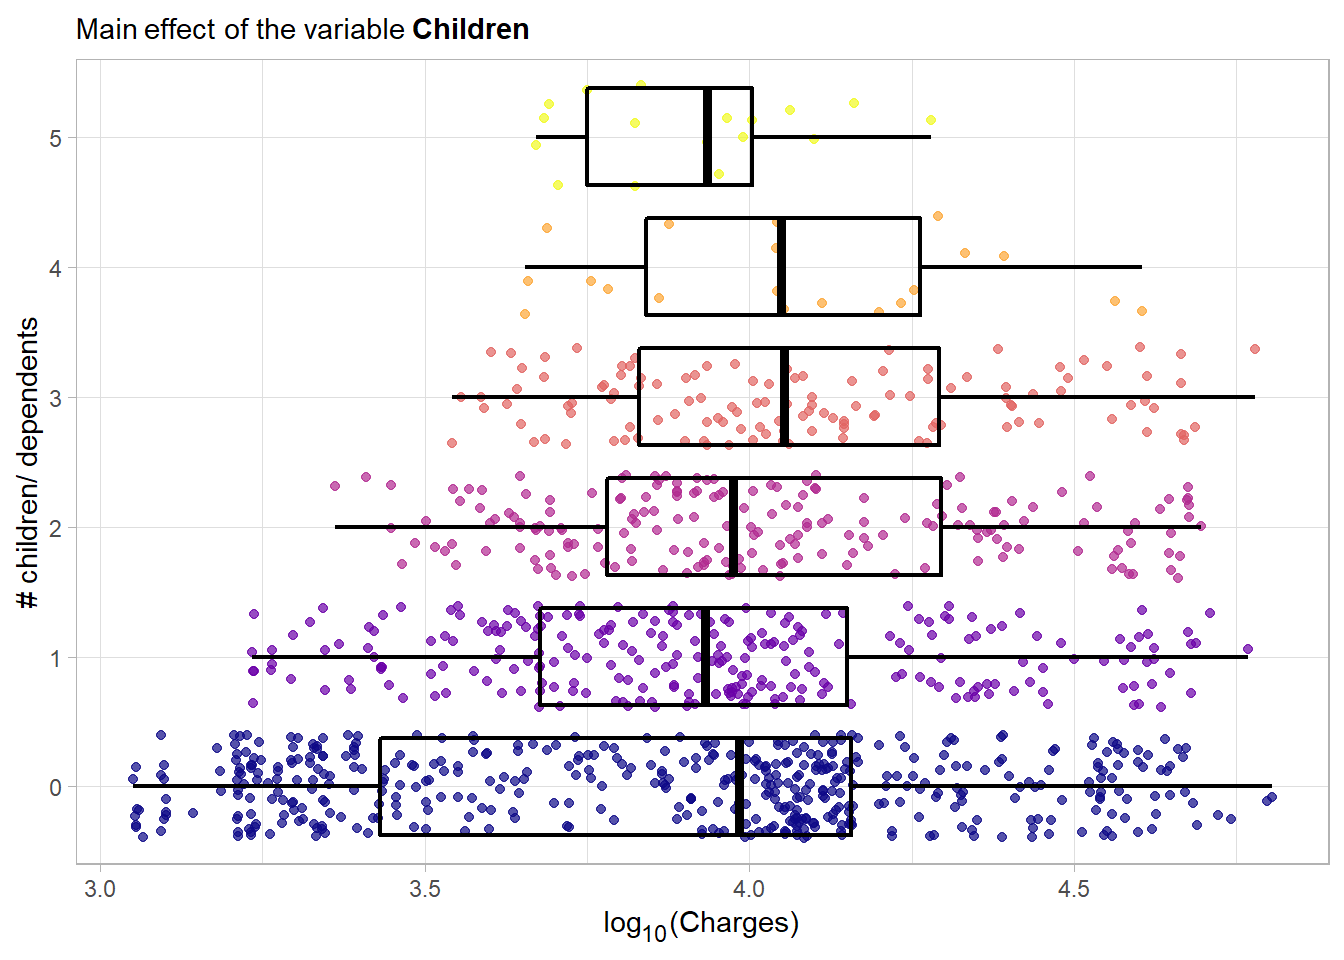 Main effect of the variable Children
# children/ dependents
5
4
3
2
1
0
3.0 3.5 4.0 4.5
log10(Charges)